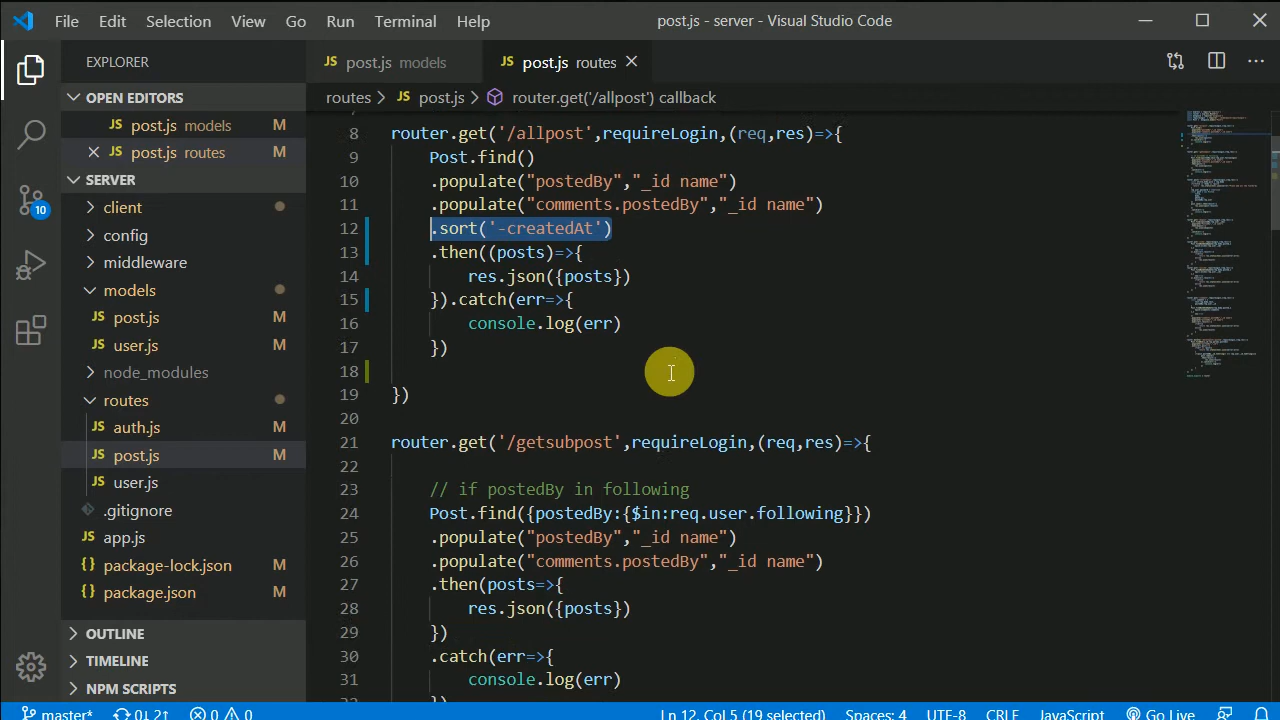 File Edit Selection View Go Run Terminal Help post.js - server - Visual Studio Code
EXPLORER
OPEN EDITORS
JS post.js models M
JS post.js routes M
SERVER
client
config
middleware
models
JS post.js M
JS user.js M
node_modules
routes
JS auth.js M
JS post.js M
JS user.js M
.gitignore
JS app.js
{} package-lock.json M
{} package.json M
OUTLINE
TIMELINE
NPM SCRIPTS
10
JS post.js models JS post.js routes
routes > JS post.js > router.get('/allpost') callback
8 router.get('/allpost',requireLogin,(req,res)=>{
9 Post.find()
10 .populate("postedBy","_id name")
11 .populate("comments.postedBy","_id name")
12 .sort('-createdAt')
13 .then((posts)=>{
14 res.json({posts})
15 }).catch(err=>{
16 console.log(err)
17 })
18
19 })
20
21 router.get('/getsubpost',requireLogin,(req,res)=>{
22
23 // if postedBy in following
24 Post.find({postedBy:{$in:req.user.following}})
25 .populate("postedBy","_id name")
26 .populate("comments.postedBy","_id name")
27 .then(posts=>{
28 res.json({posts})
29 })
30 .catch(err=>{
31 console.log(err)
32 })
master* 0↓ 2↑ 0 0 Ln 12, Col 5 (19 selected) Spaces: 4 UTF-8 CRLF JavaScript Go Live